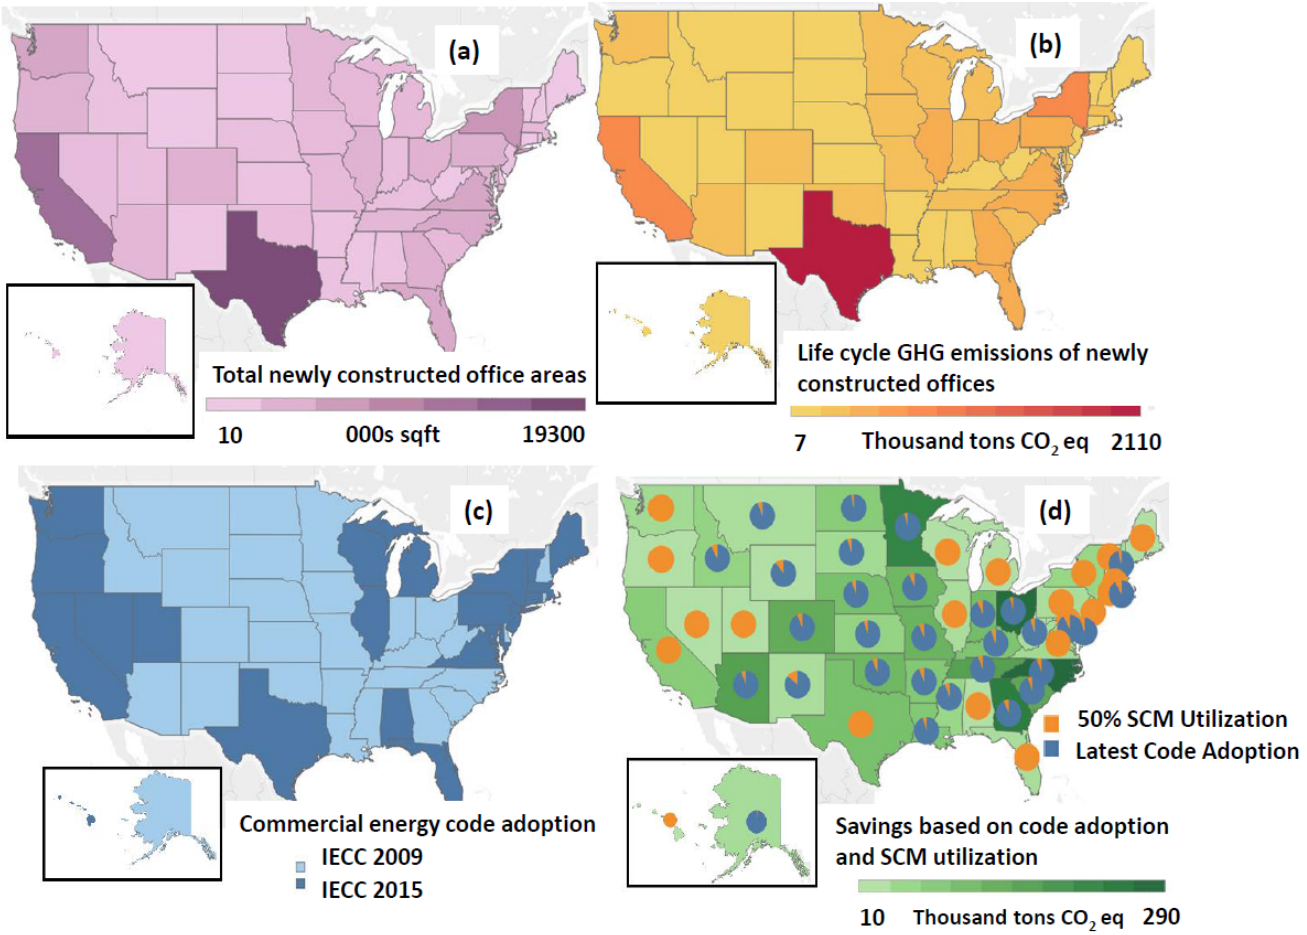 (a)
Total newly constructed office areas
10 000s sqft 19300
(b)
Life cycle GHG emissions of newly
constructed offices
7 Thousand tons CO₂ eq 2110
(c)
Commercial energy code adoption
IECC 2009
IECC 2015
(d)
50% SCM Utilization
Latest Code Adoption
Savings based on code adoption
and SCM utilization
10 Thousand tons CO₂ eq 290